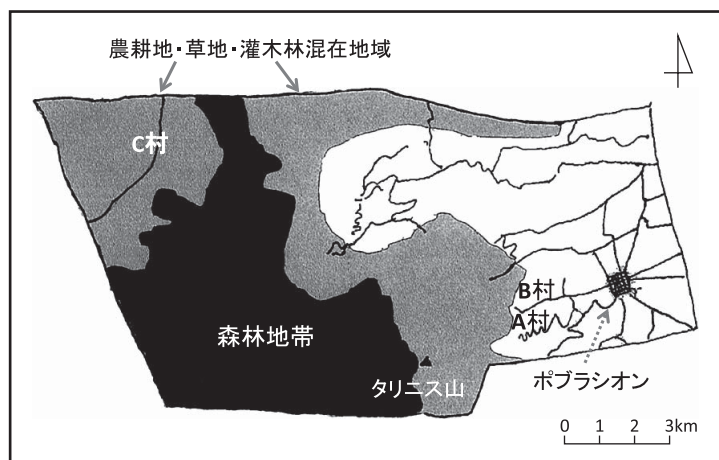 農耕地・草地・灌木林混在地域
C村
B村
A村
森林地帯
タリニス山
ポブラシオン
0 1 2 3km